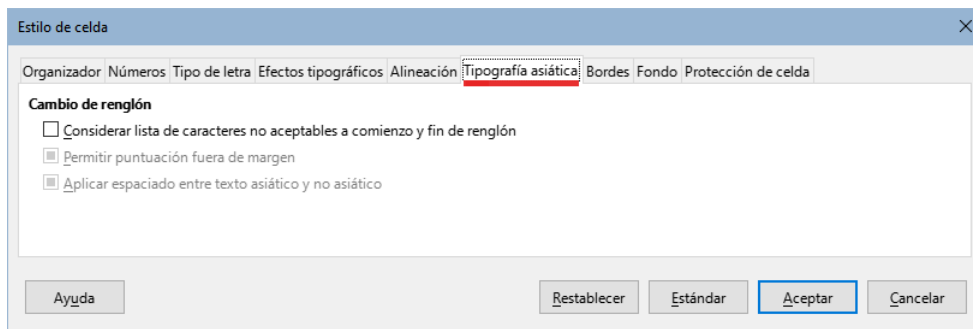 Estilo de celda
Organizador Números Tipo de letra Efectos tipográficos Alineación Tipografía asiática Bordes Fondo Protección de celda
Cambio de renglón
Considerar lista de caracteres no aceptables a comienzo y fin de renglón
Permitir puntuación fuera de margen
Aplicar espaciado entre texto asiático y no asiático
Ayuda Restablecer Estándar Aceptar Cancelar